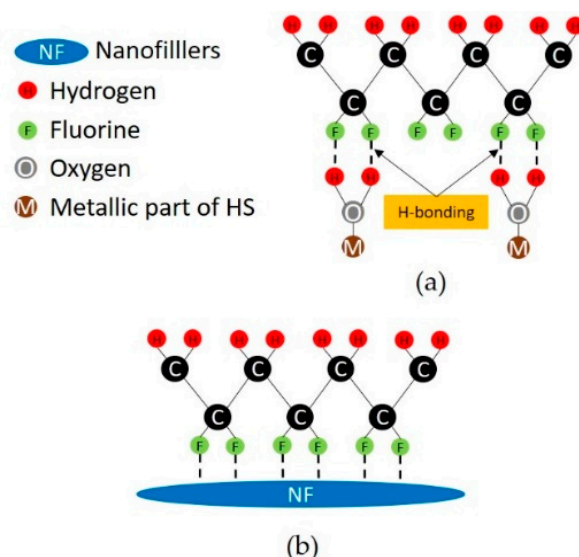 NF Nanofilllers
H Hydrogen
F Fluorine
O Oxygen
M Metallic part of HS
H H H H H H H H
C C C C
C C C
F F F F F F
H H H H
H-bonding
O O
M M
(a)
H H H H H H H H
C C C C
C C C
F F F F F F
NF
(b)